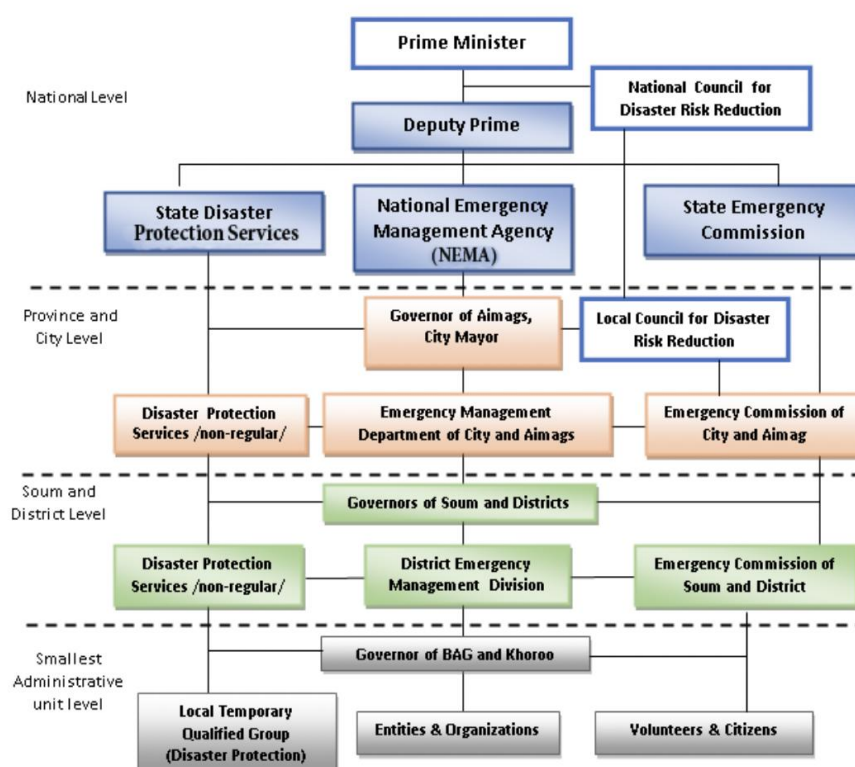 Prime Minister
National Level
National Council for
Disaster Risk Reduction
Deputy Prime
State Disaster
Protection Services
National Emergency
Management Agency
(NEMA)
State Emergency
Commission
Province and
City Level
Governor of Aimags,
City Mayor
Local Council for Disaster
Risk Reduction
Disaster Protection
Services /non-regular/
Emergency Management
Department of City and Aimags
Emergency Commission of
City and Aimag
Soum and
District Level
Governors of Soum and Districts
Disaster Protection
Services /non-regular/
District Emergency
Management Division
Emergency Commission of
Soum and District
Smallest
Administrative
unit level
Governor of BAG and Khoroo
Local Temporary
Qualified Group
(Disaster Protection)
Entities & Organizations
Volunteers & Citizens